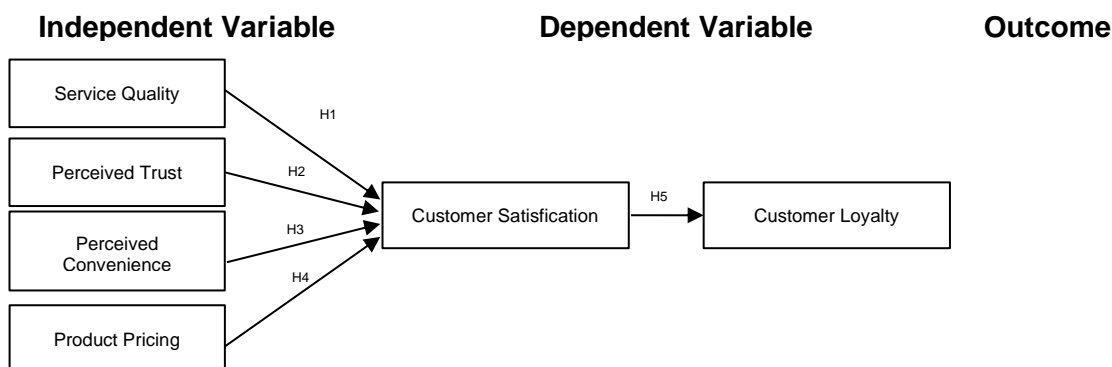 Independent Variable
Dependent Variable
Outcome
Service Quality
H1
Perceived Trust
H2
Perceived
Convenience
H3
H4
Product Pricing
Customer Satisfication
H5
Customer Loyalty